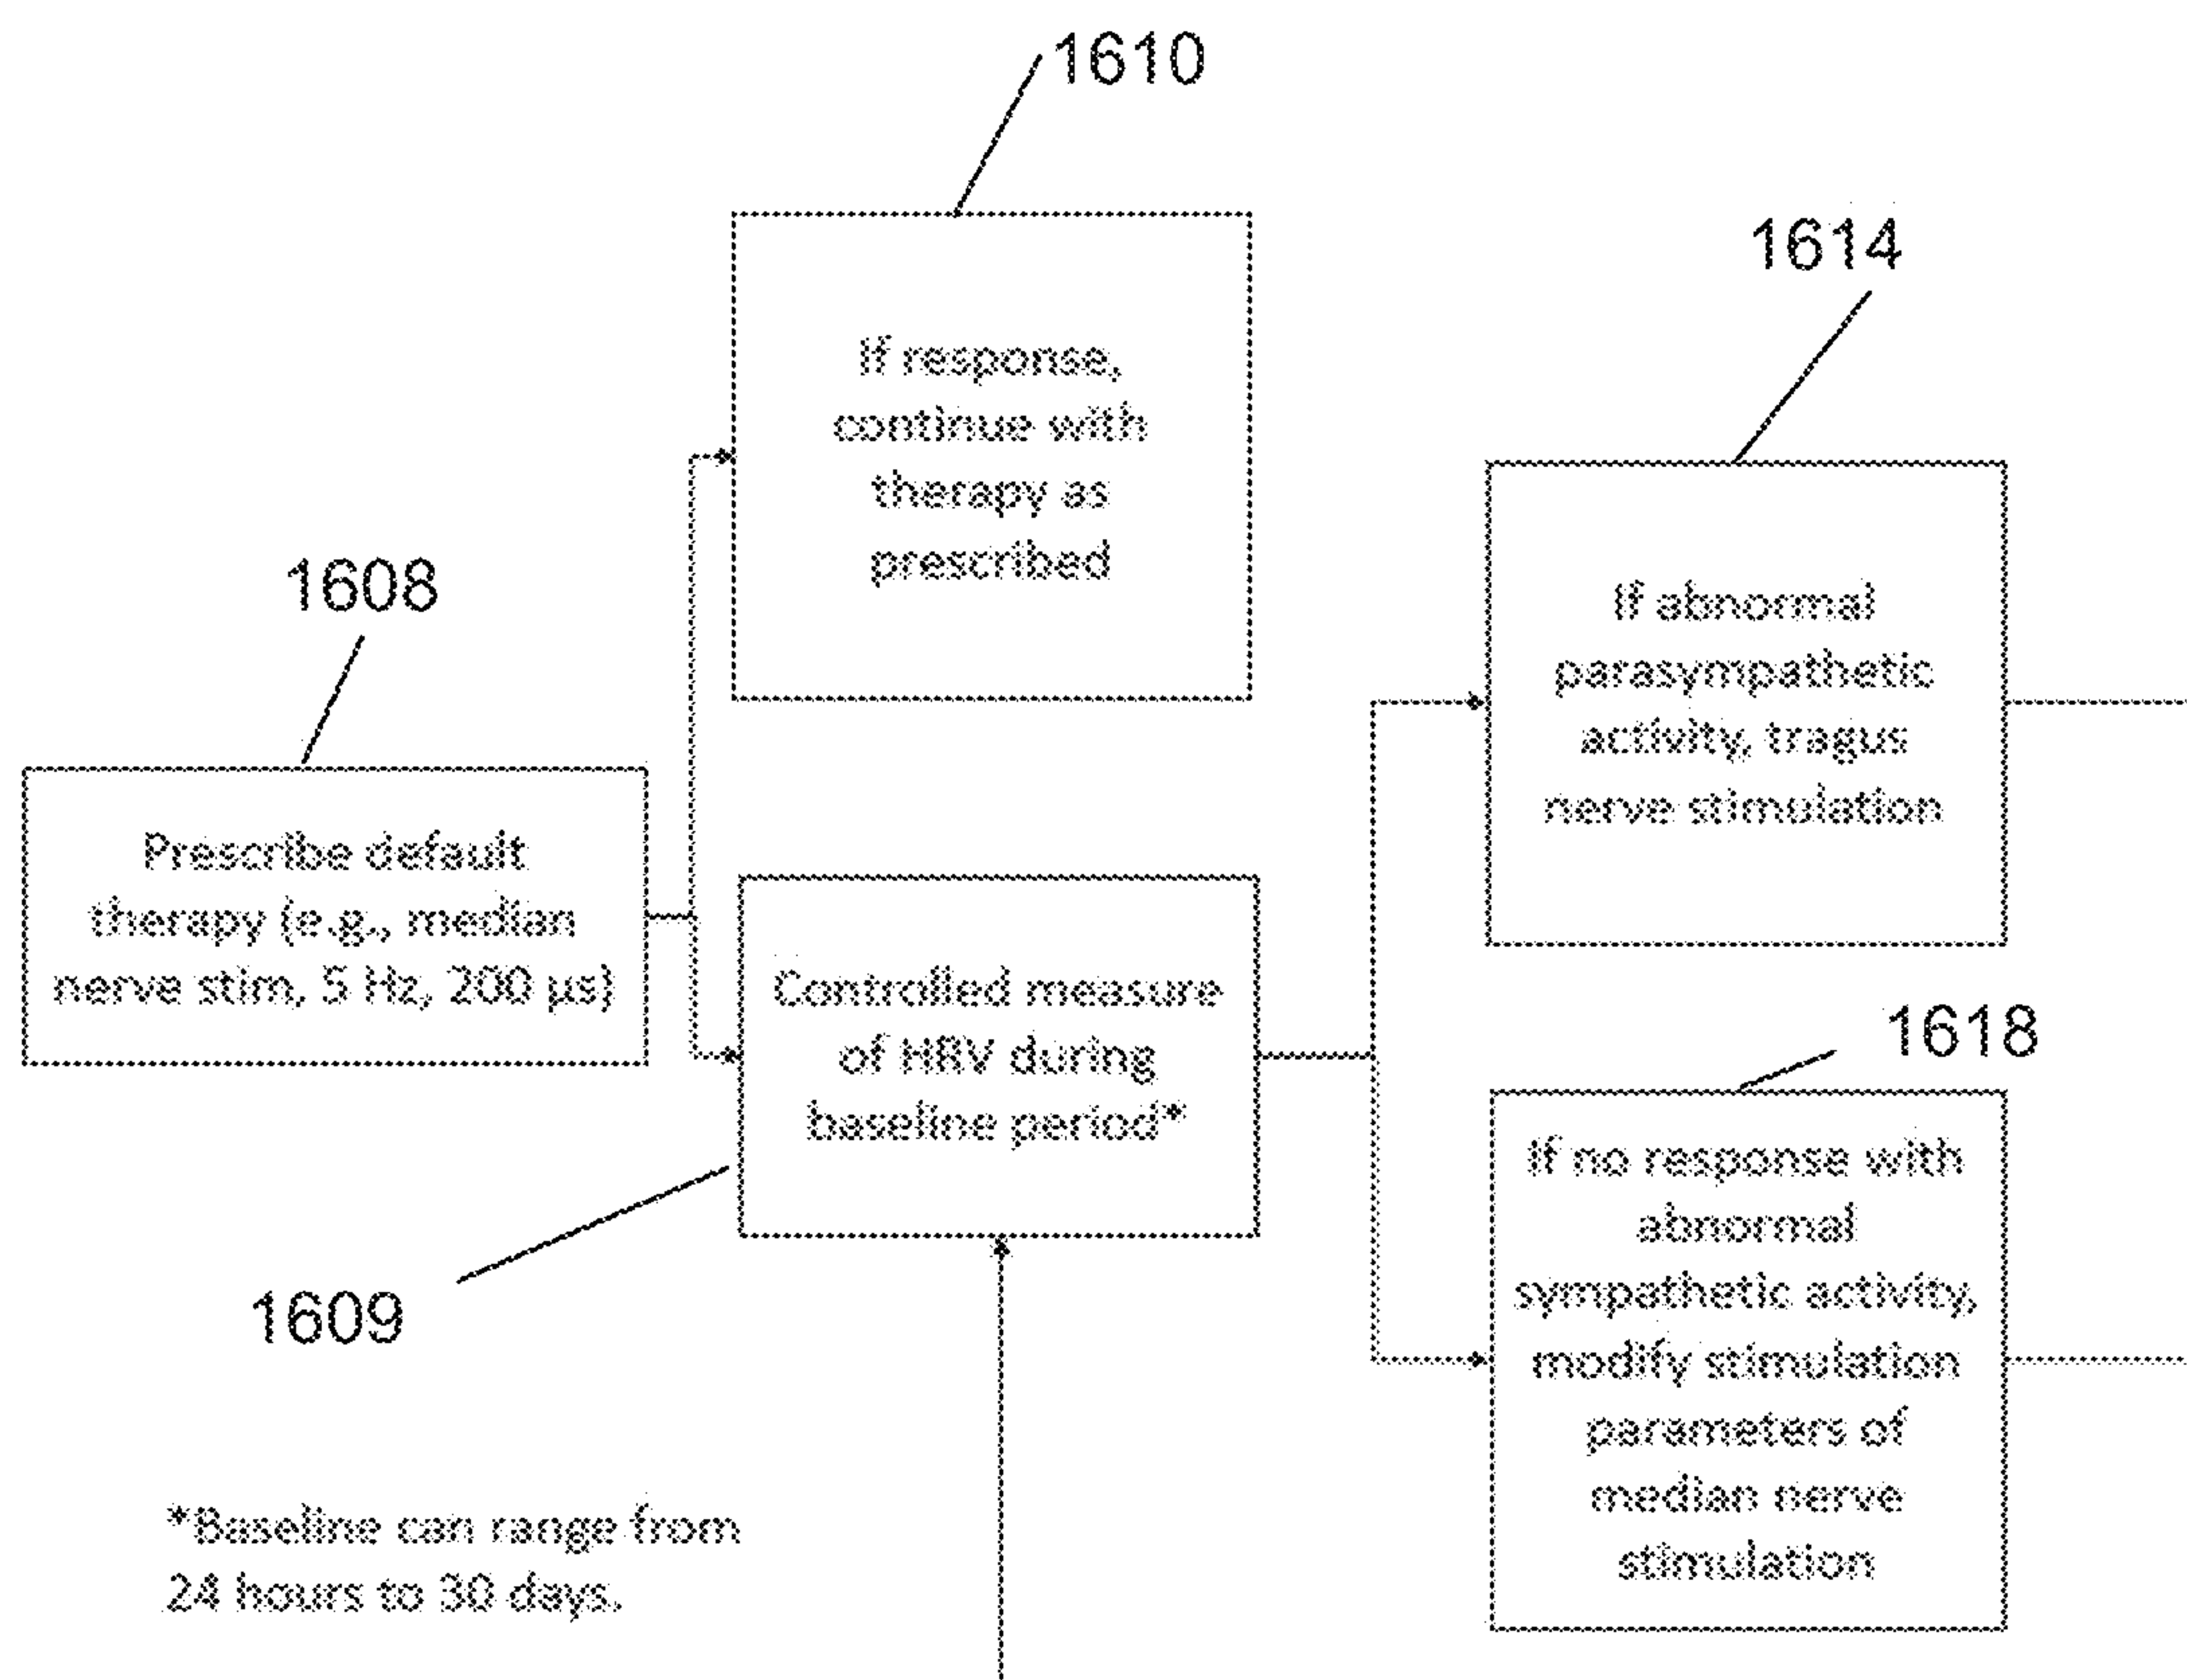 1610
If response,
continue with
therapy as
prescribed
1614
If abnormal
parasympathetic
activity, tragus
nerve stimulation
1608
Prescribe default
therapy (e.g., median
nerve stim, 5 Hz, 200 µs)
Controlled measure
of HRV during
baseline period*
1609
1618
If no response with
abnormal
sympathetic activity,
modify stimulation
parameters of
median nerve
stimulation
*Baseline can range from
24 hours to 30 days.